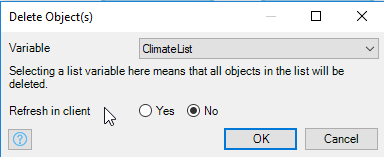 Delete Object(s)
Variable ClimateList
Selecting a list variable here means that all objects in the list will be
deleted.
Refresh in client Yes No
? OK Cancel